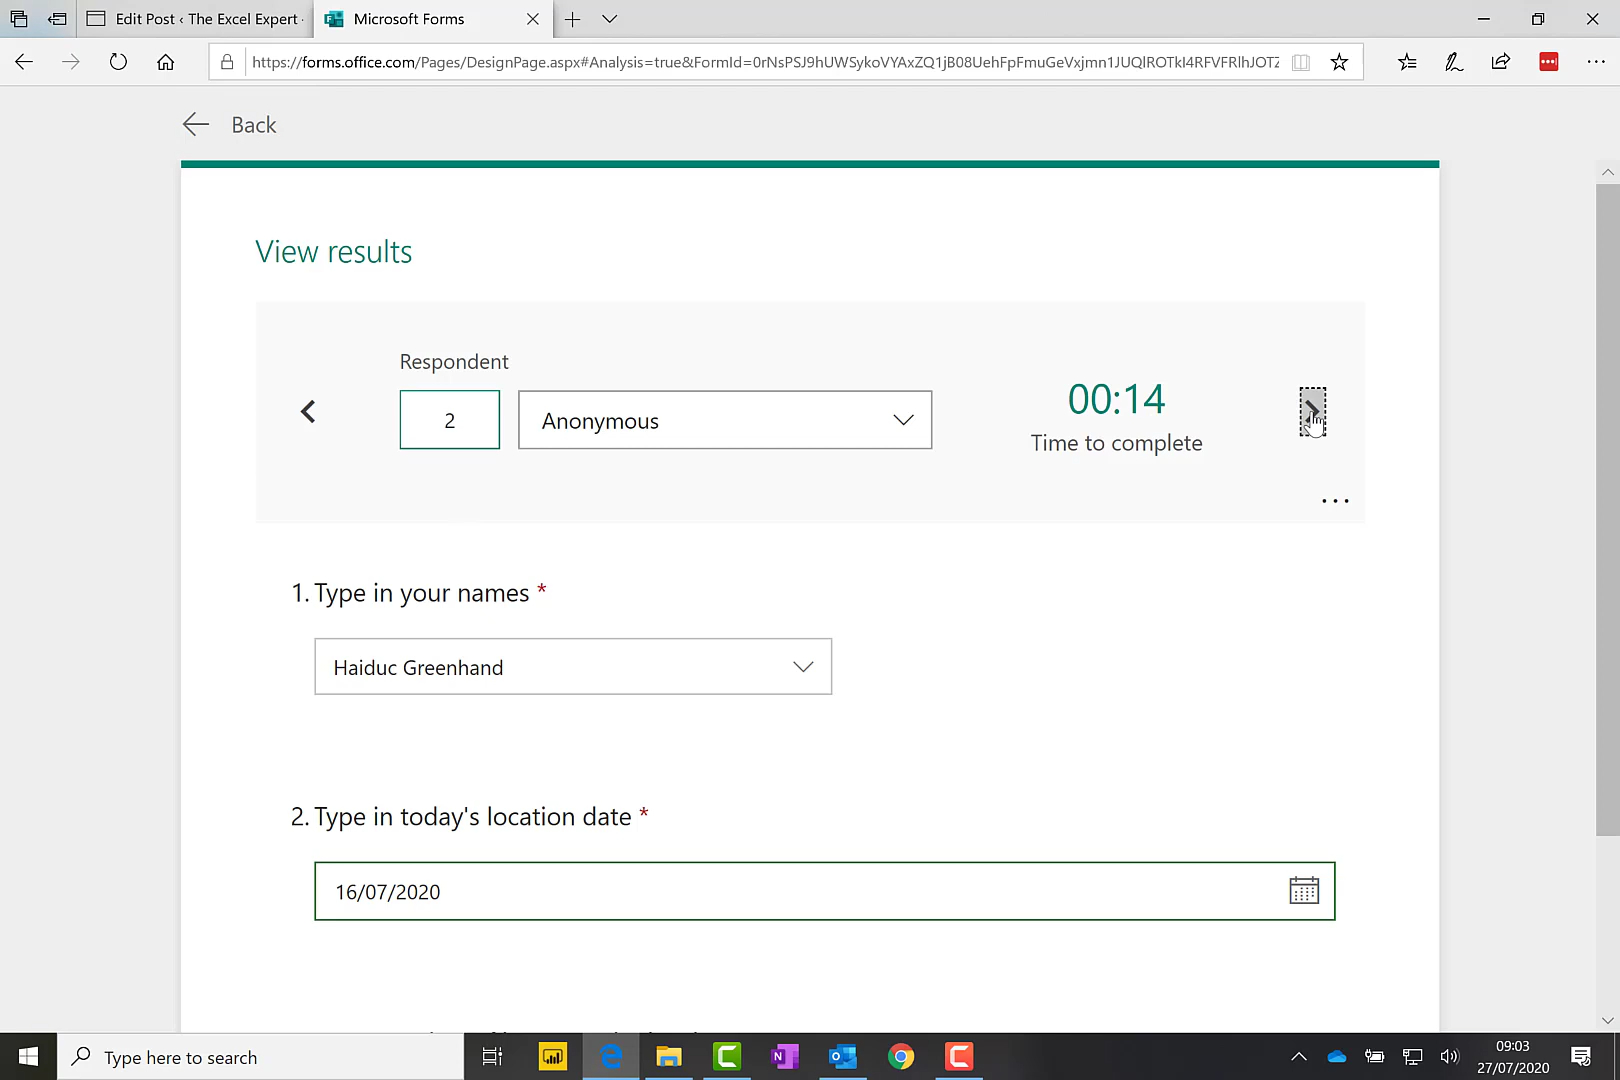 Edit Post ‹ The Excel Expert
Microsoft Forms
https://forms.office.com/Pages/DesignPage.aspx#Analysis=true&FormId=0rNsPSJ9hUWSykoVYAxZQ1jB08UehFpFmuGeVxjmn1JUQlROTkI4RFVFRlhJOTZ
Back
View results
Respondent
2
Anonymous
00:14
Time to complete
...
1. Type in your names *
Haiduc Greenhand
2. Type in today's location date *
16/07/2020
Type here to search
09:03
27/07/2020